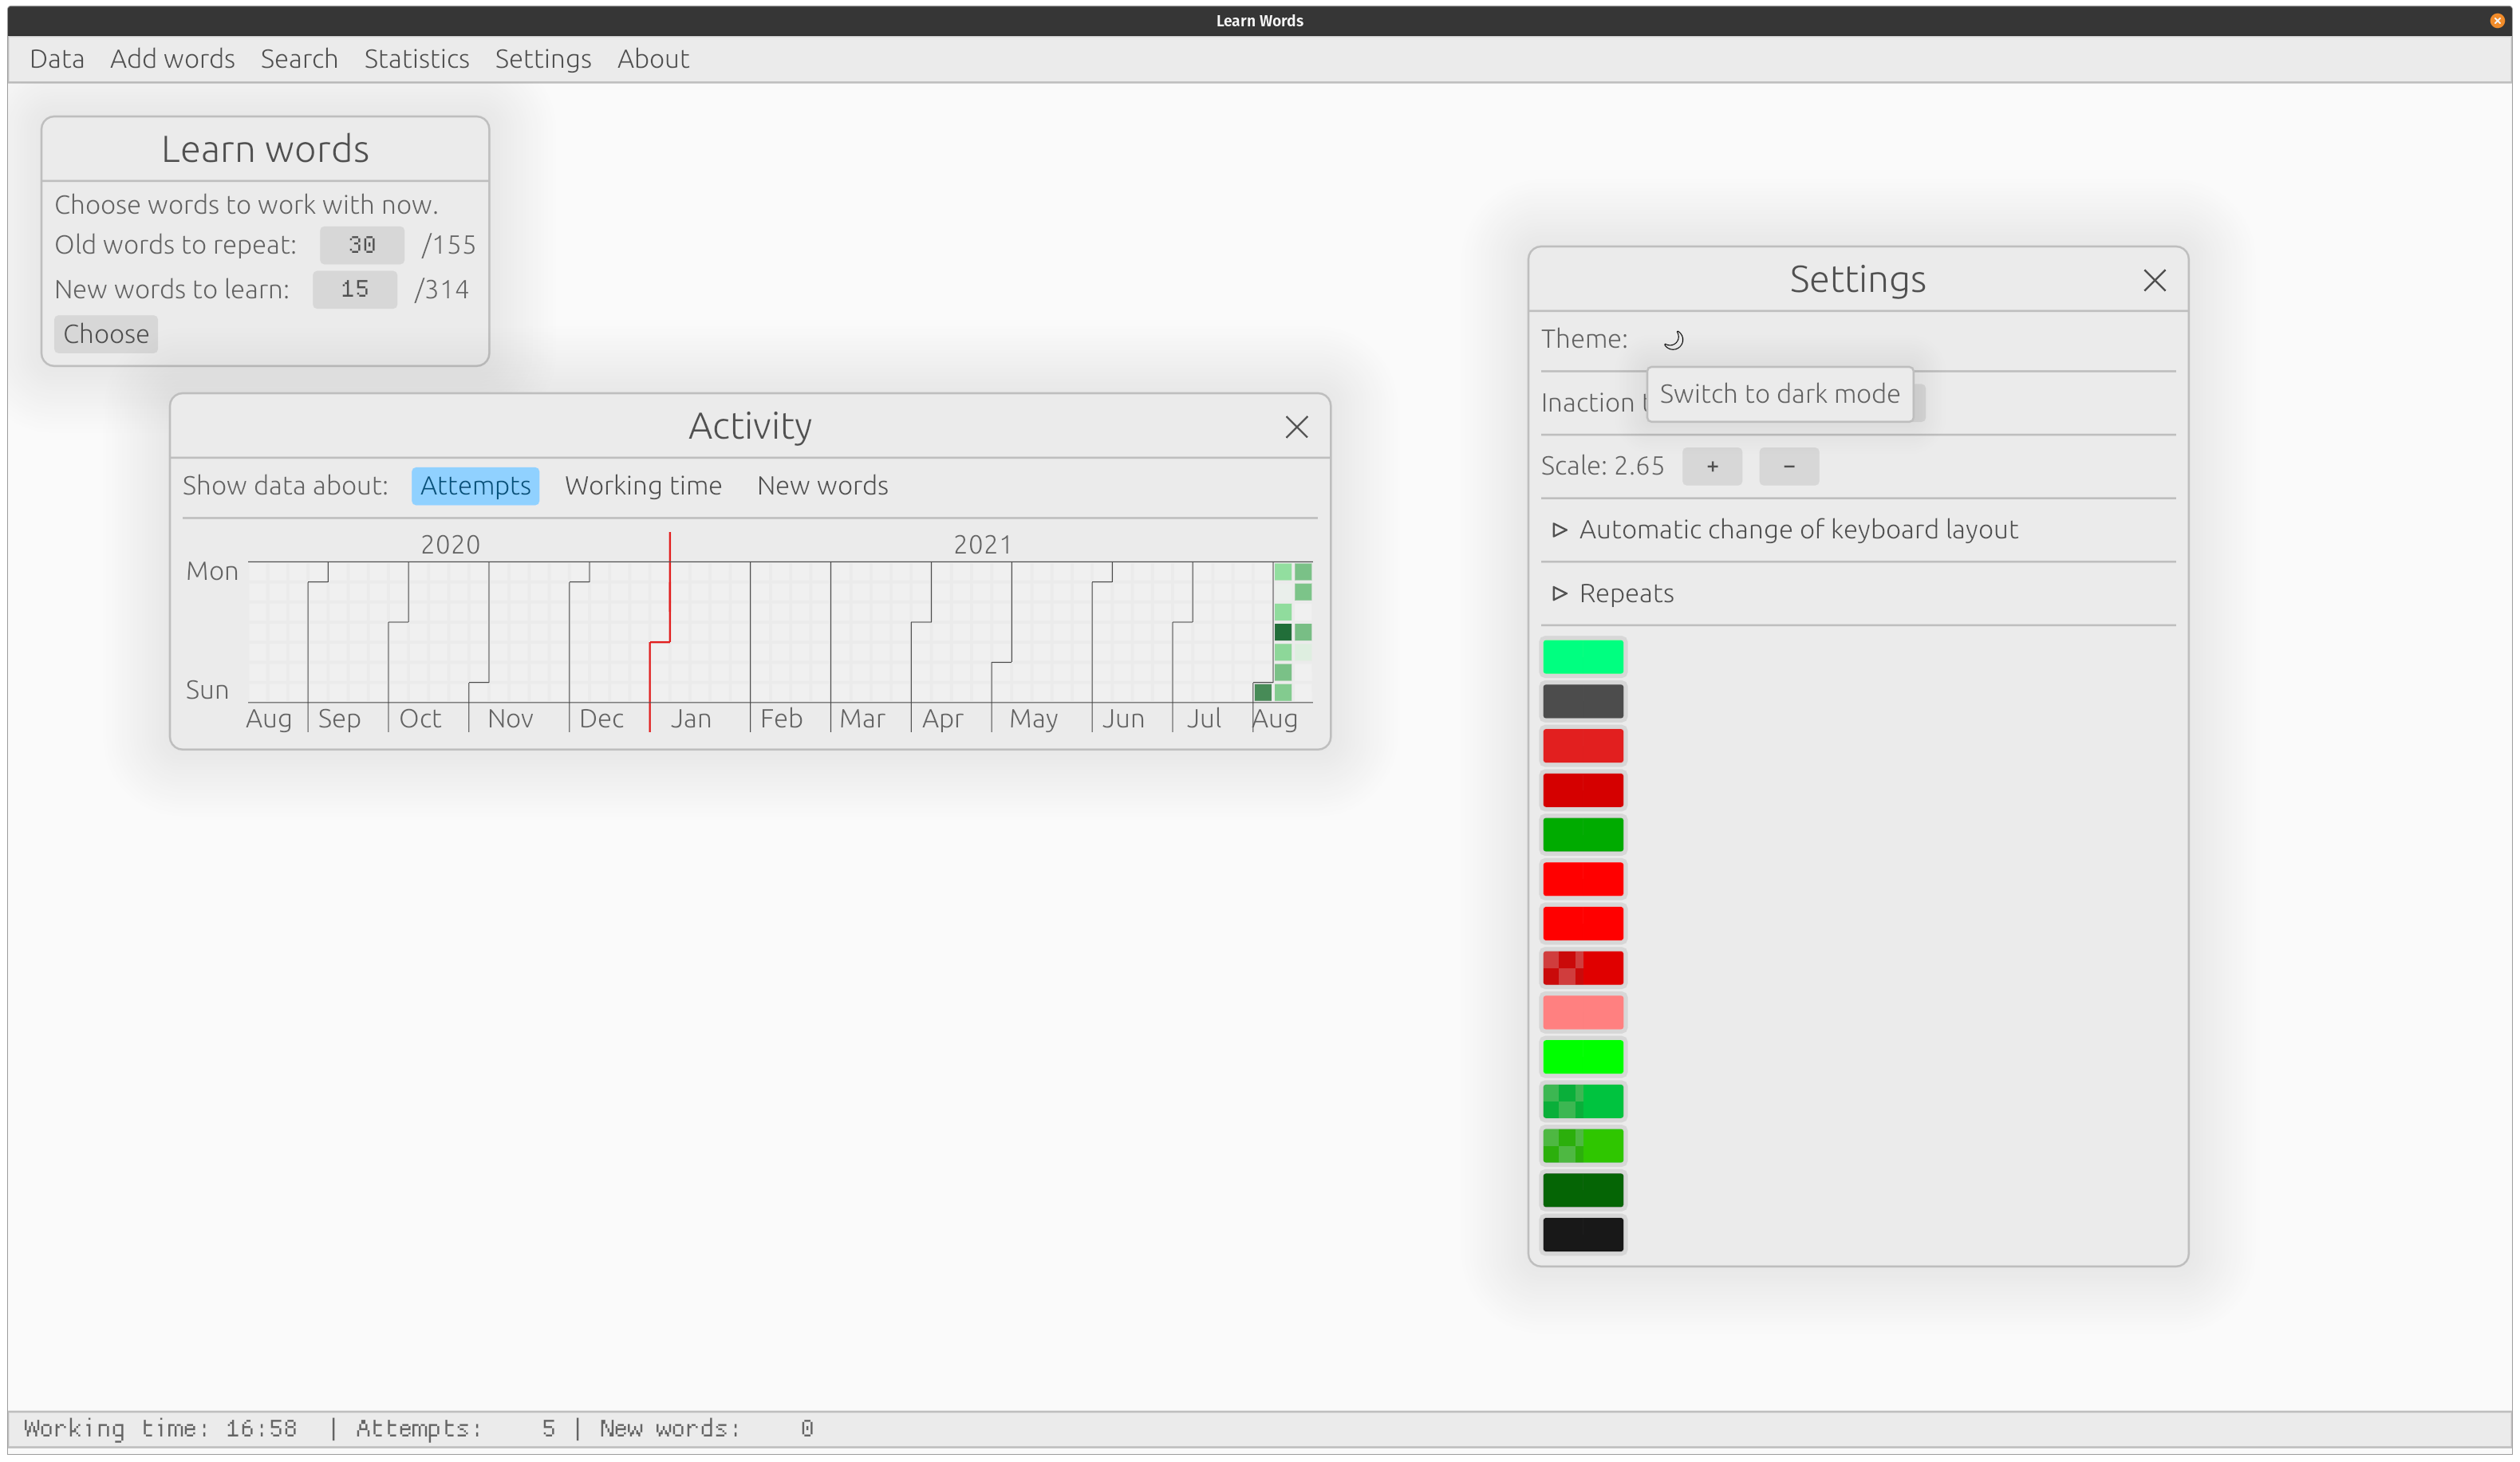 Learn Words
Data Add words Search Statistics Settings About
Learn words
Choose words to work with now.
Old words to repeat: 30 /155
New words to learn: 15 /314
Choose
Activity
Show data about: Attempts Working time New words
2020 2021
Mon
Sun
Aug Sep Oct Nov Dec Jan Feb Mar Apr May Jun Jul Aug
Settings
Theme:
Switch to dark mode
Inaction
Scale: 2.65 + -
Automatic change of keyboard layout
Repeats
Working time: 16:58 | Attempts: 5 | New words: 0